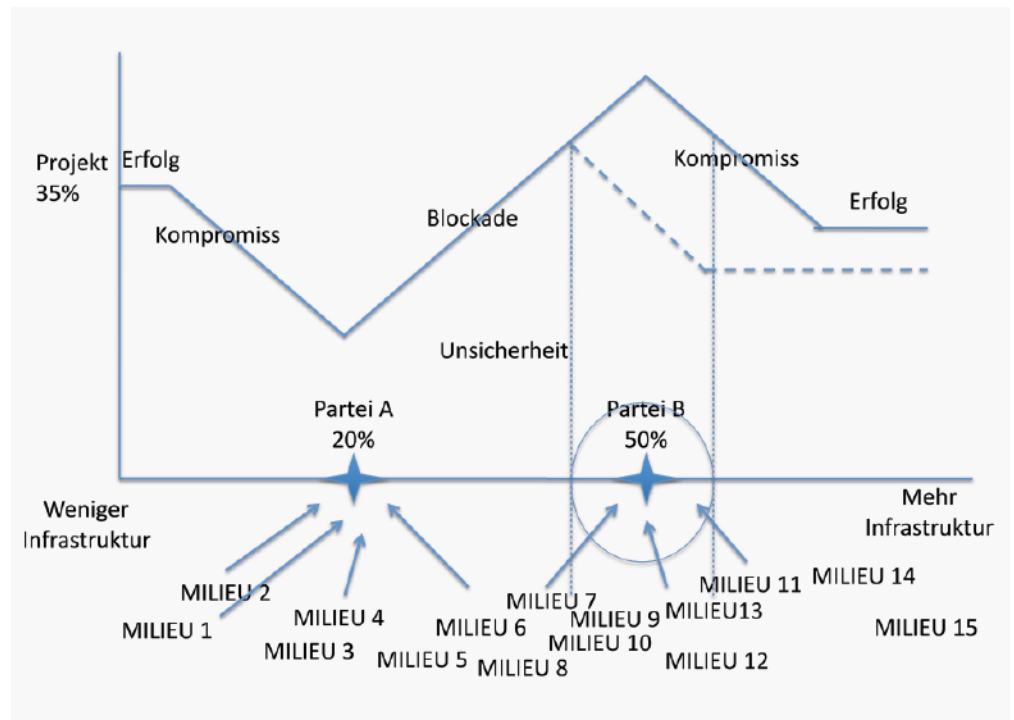 Projekt
35%
Erfolg
Kompromiss
Blockade
Kompromiss
Erfolg
Unsicherheit
Partei A
20%
Partei B
50%
Weniger
Infrastruktur
Mehr
Infrastruktur
MILIEU 2
MILIEU 1
MILIEU 4
MILIEU 3
MILIEU 6
MILIEU 5
MILIEU 7
MILIEU 8
MILIEU 9
MILIEU 10
MILIEU 11
MILIEU13
MILIEU 12
MILIEU 14
MILIEU 15